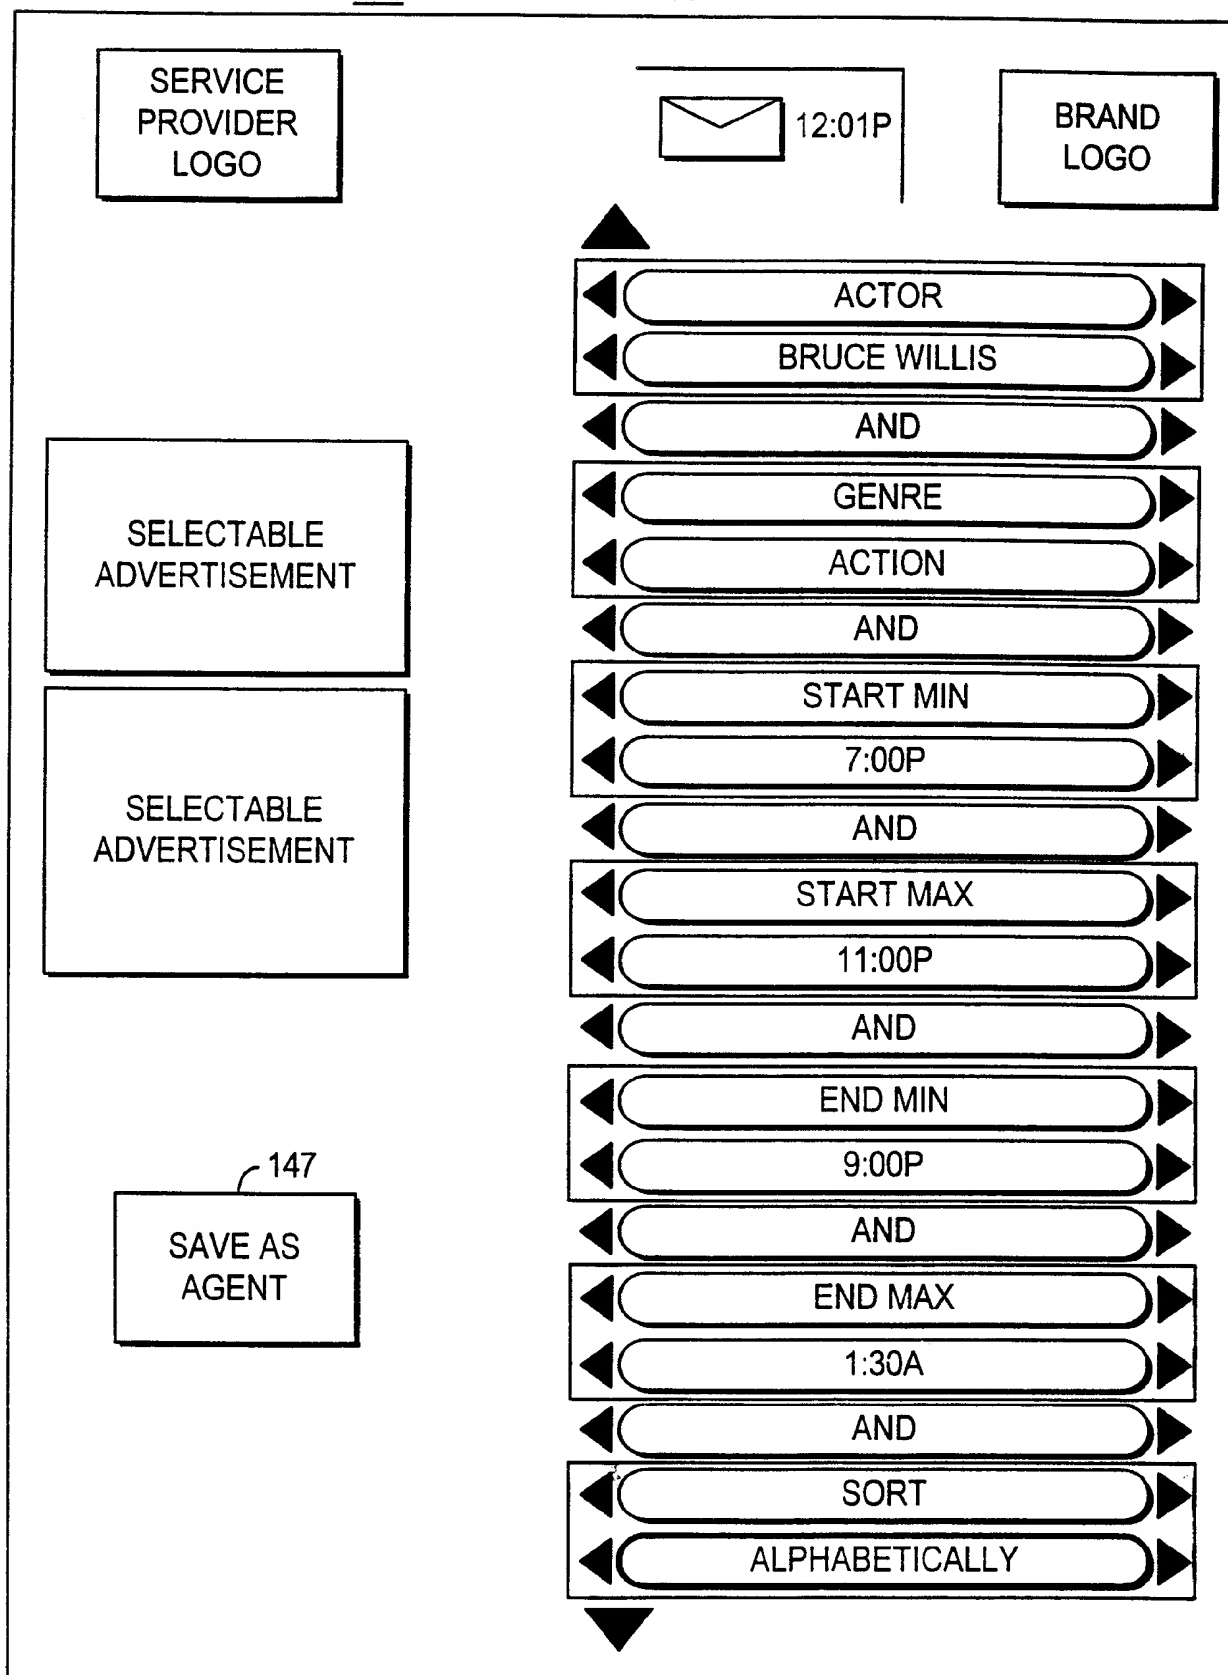 SERVICE
PROVIDER
LOGO
12:01P
BRAND
LOGO
ACTOR
BRUCE WILLIS
AND
GENRE
ACTION
AND
START MIN
7:00P
AND
START MAX
11:00P
AND
END MIN
9:00P
AND
END MAX
1:30A
AND
SORT
ALPHABETICALLY
SELECTABLE
ADVERTISEMENT
SELECTABLE
ADVERTISEMENT
147
SAVE AS
AGENT